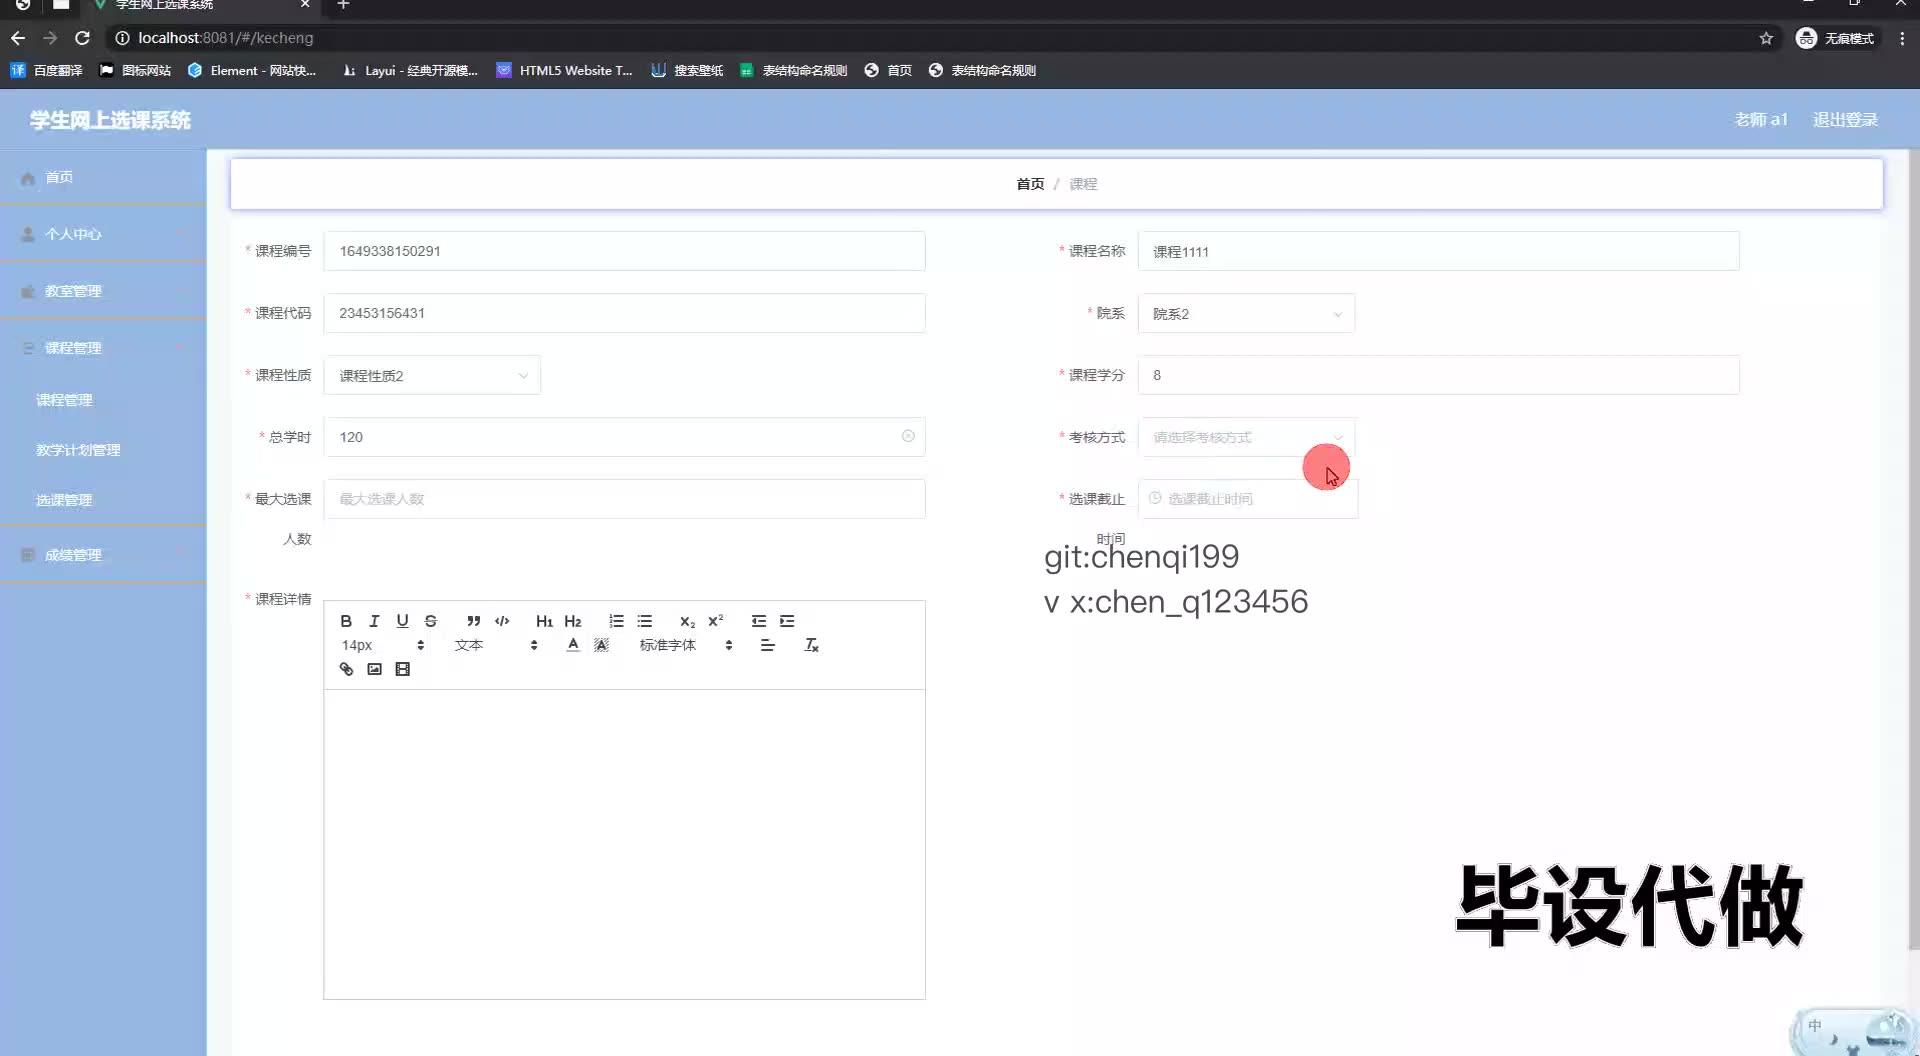 学生网上选课系统
localhost:8081/#/kecheng
无痕模式
百度翻译 图标网站 Element - 网站快... Layui - 经典开源模... HTML5 Website T... 搜索壁纸 表结构命名规则 首页 表结构命名规则
学生网上选课系统
老师 a1 退出登录
首页
个人中心
教室管理
课程管理
课程管理
教学计划管理
选课管理
成绩管理
首页 / 课程
* 课程编号 1649338150291
* 课程名称 课程1111
* 课程代码 23453156431
* 院系 院系2
* 课程性质 课程性质2
* 课程学分 8
* 总学时 120
* 考核方式 请选择考核方式
* 最大选课人数 最大选课人数
* 选课截止时间 选课截止时间
git:chenqi199
v x:chen_q123456
* 课程详情
B I U S H1 H2 X2 X2
14px 文本 A A 标准字体 Tx
毕设代做
中